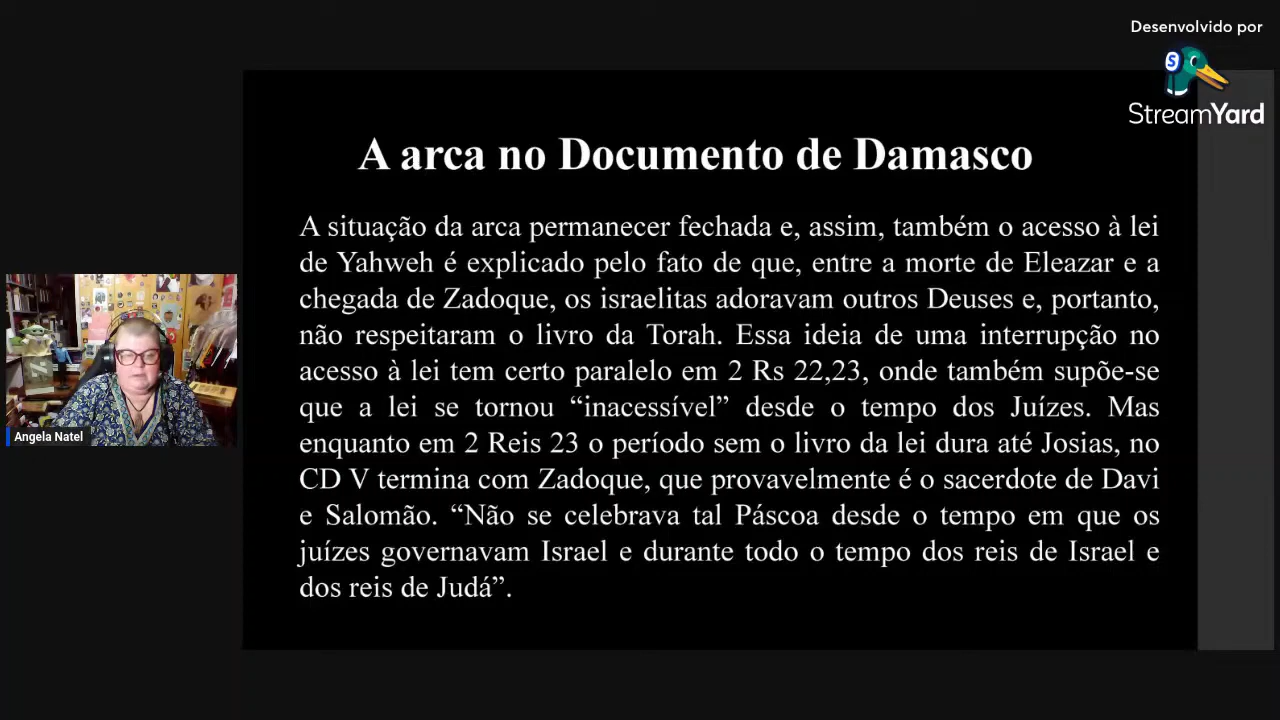 Desenvolvido por
S
StreamYard
A arca no Documento de Damasco
A situação da arca permanecer fechada e, assim, também o acesso à lei
de Yahweh é explicado pelo fato de que, entre a morte de Eleazar e a
chegada de Zadoque, os israelitas adoravam outros Deuses e, portanto,
não respeitaram o livro da Torah. Essa ideia de uma interrupção no
acesso à lei tem certo paralelo em 2 Rs 22,23, onde também supõe-se
que a lei se tornou “inacessível” desde o tempo dos Juízes. Mas
enquanto em 2 Reis 23 o período sem o livro da lei dura até Josias, no
CD V termina com Zadoque, que provavelmente é o sacerdote de Davi
e Salomão. “Não se celebrava tal Páscoa desde o tempo em que os
juízes governavam Israel e durante todo o tempo dos reis de Israel e
dos reis de Judá”.
Angela Natel